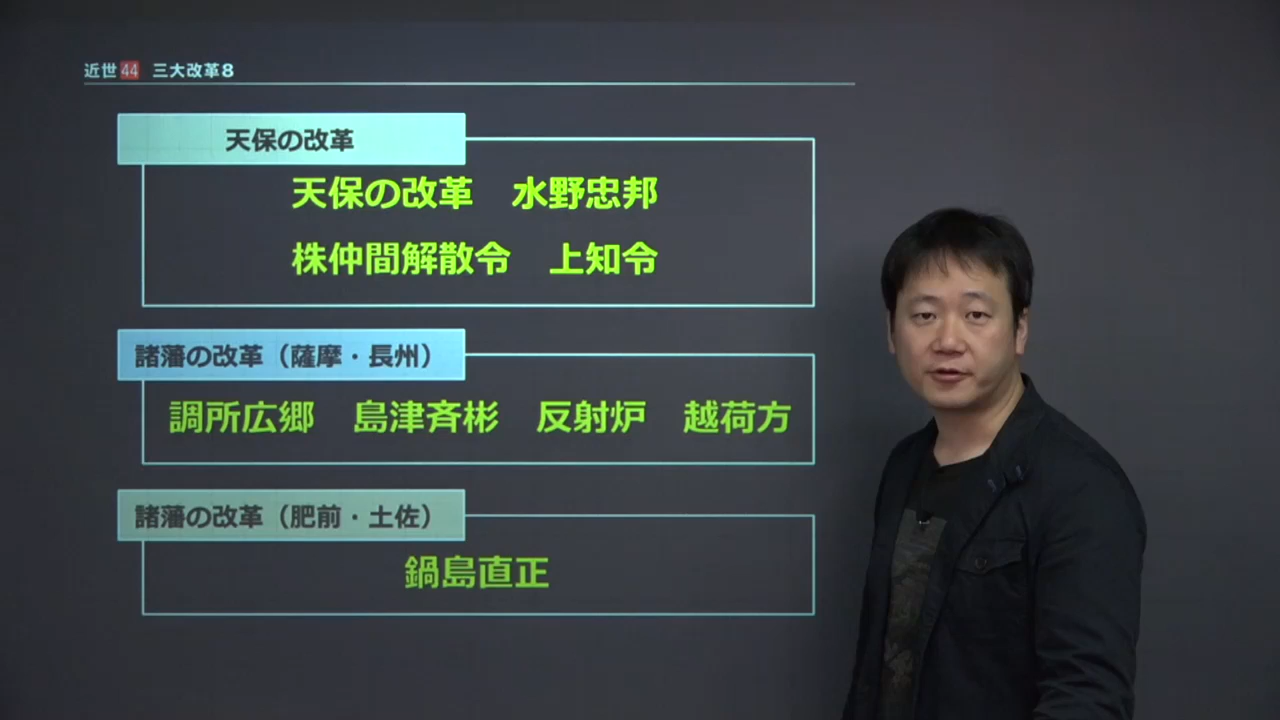 近世44 三大改革8
天保の改革
天保の改革 水野忠邦
株仲間解散令 上知令
諸藩の改革（薩摩・長州）
調所広郷 島津斉彬 反射炉 越荷方
諸藩の改革（肥前・土佐）
鍋島直正